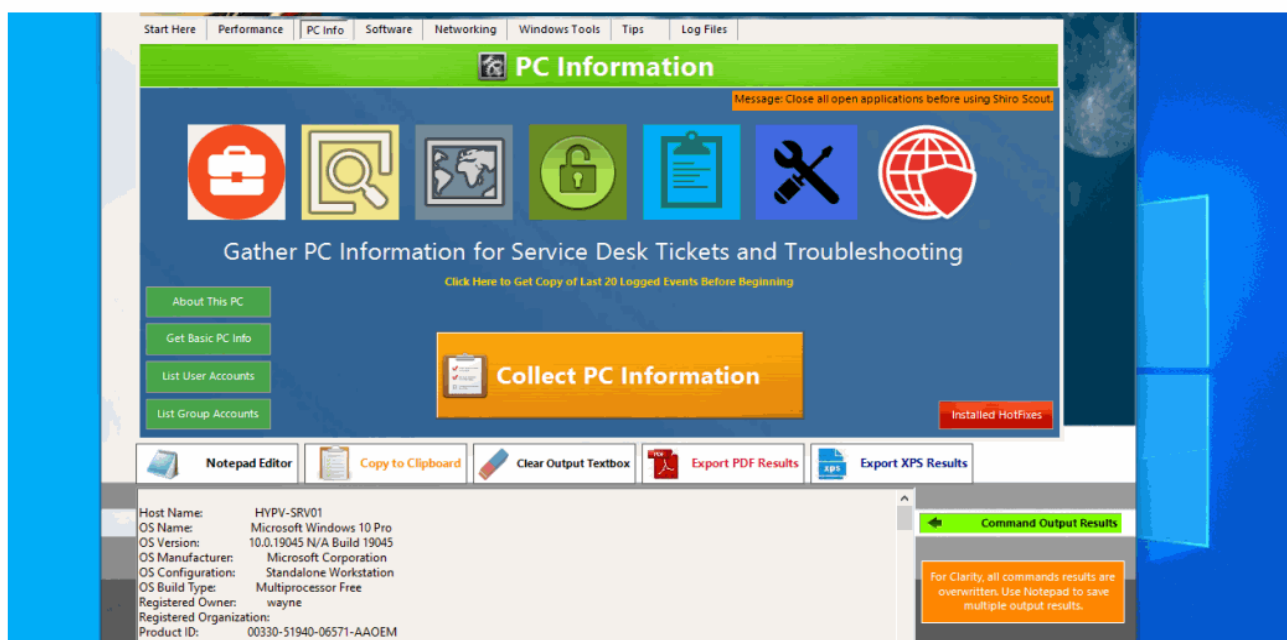 Start Here Performance PC Info Software Networking Windows Tools Tips Log Files
PC Information
Message: Close all open applications before using Shiro Scout.
Gather PC Information for Service Desk Tickets and Troubleshooting
Click Here to Get Copy of Last 20 Logged Events Before Beginning
About This PC
Get Basic PC Info
List User Accounts
List Group Accounts
Collect PC Information
Installed HotFixes
Notepad Editor Copy to Clipboard Clear Output Textbox PDF Export PDF Results xps Export XPS Results
Host Name: HYPV-SRV01
OS Name: Microsoft Windows 10 Pro
OS Version: 10.0.19045 N/A Build 19045
OS Manufacturer: Microsoft Corporation
OS Configuration: Standalone Workstation
OS Build Type: Multiprocessor Free
Registered Owner: wayne
Registered Organization:
Product ID: 00330-51940-06571-AAOEM
Command Output Results
For Clarity, all commands results are
overwritten. Use Notepad to save
multiple output results.